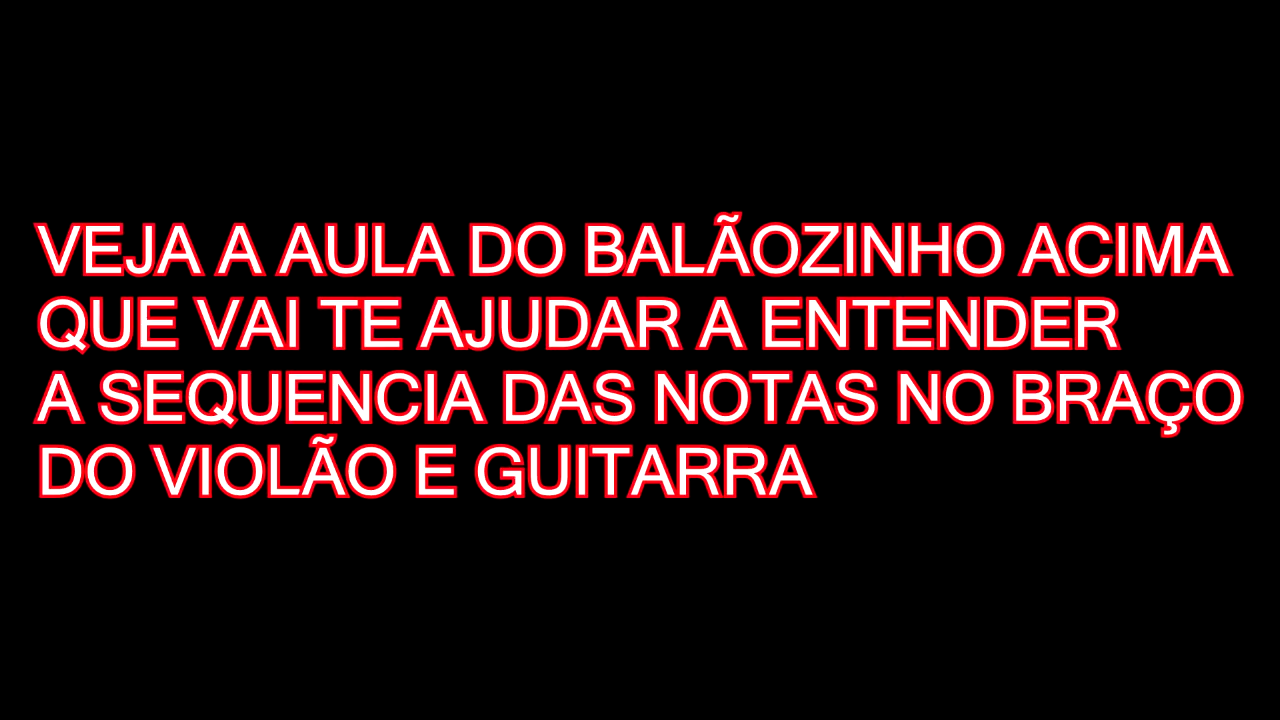 VEJA A AULA DO BALÃOZINHO ACIMA
QUE VAI TE AJUDAR A ENTENDER
A SEQUENCIA DAS NOTAS NO BRAÇO
DO VIOLÃO E GUITARRA